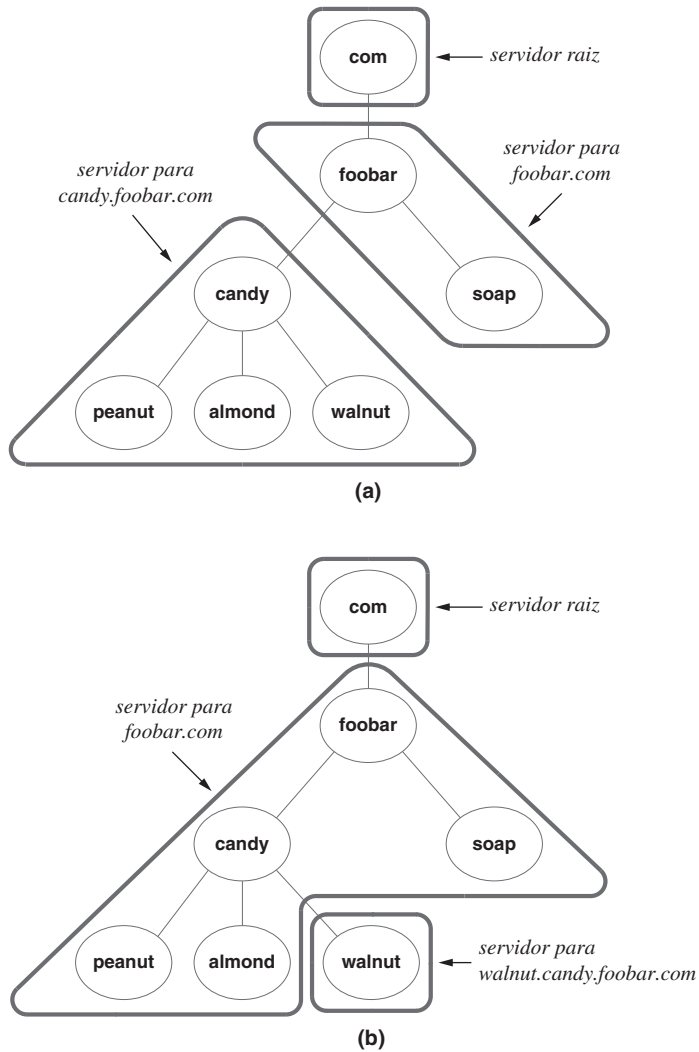 com
servidor raiz
servidor para
foobar.com
foobar
servidor para
candy.foobar.com
candy
soap
peanut
almond
walnut
(a)
com
servidor raiz
servidor para
foobar.com
foobar
candy
soap
peanut
almond
walnut
servidor para
walnut.candy.foobar.com
(b)